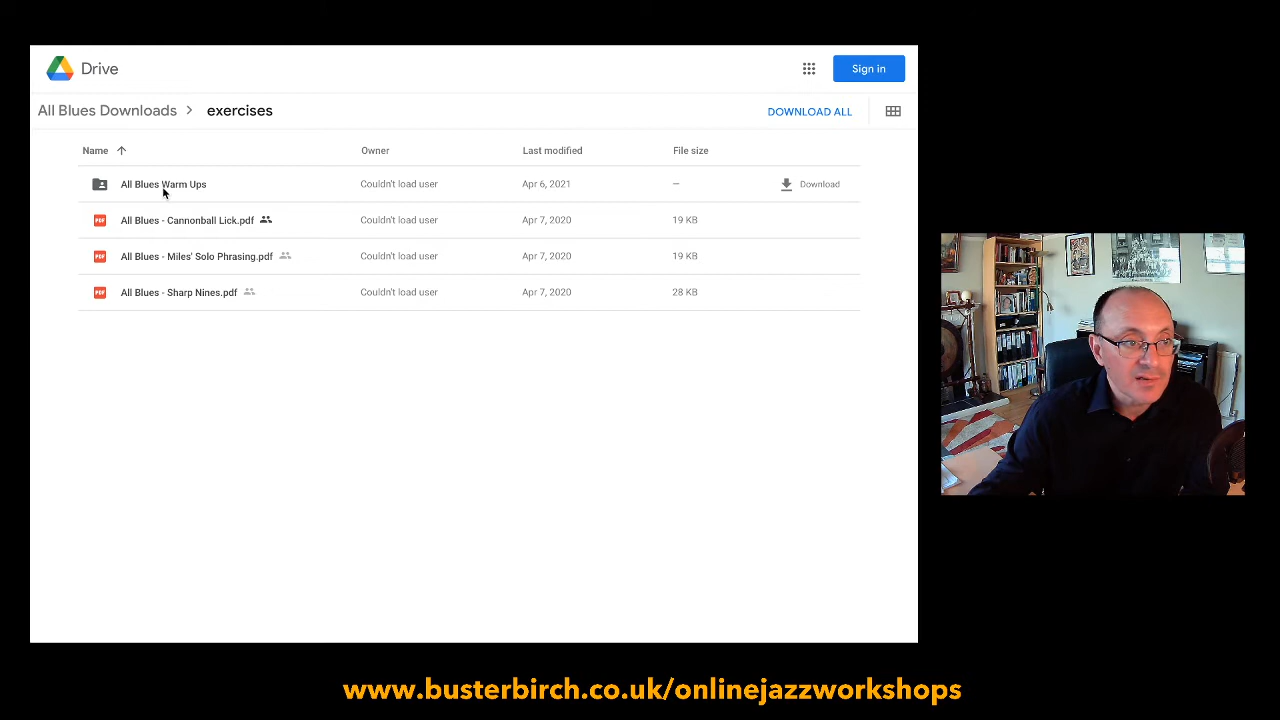 Drive
Sign in
All Blues Downloads > exercises
DOWNLOAD ALL
Name Owner Last modified File size
All Blues Warm Ups Couldn't load user Apr 6, 2021 – Download
PDF All Blues - Cannonball Lick.pdf Couldn't load user Apr 7, 2020 19 KB
PDF All Blues - Miles' Solo Phrasing.pdf Couldn't load user Apr 7, 2020 19 KB
PDF All Blues - Sharp Nines.pdf Couldn't load user Apr 7, 2020 28 KB
www.busterbirch.co.uk/onlinejazzworkshops